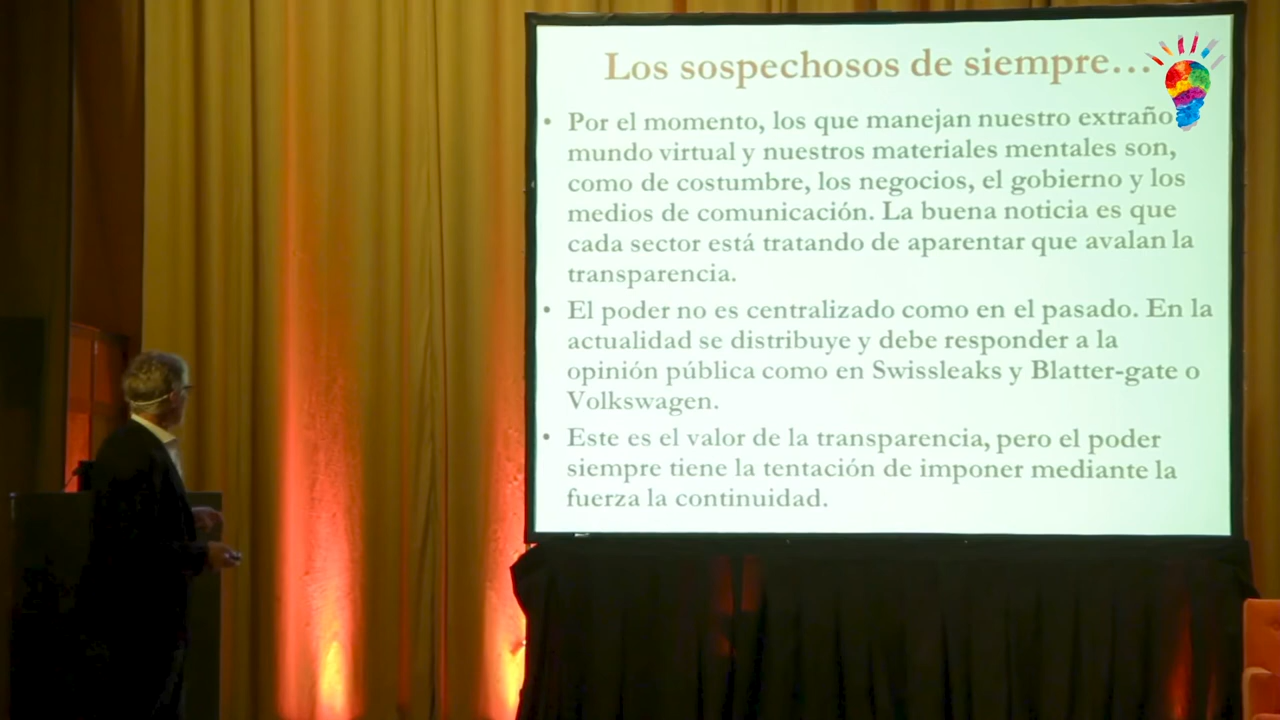 Los sospechosos de siempre...
• Por el momento, los que manejan nuestro extraño
mundo virtual y nuestros materiales mentales son,
como de costumbre, los negocios, el gobierno y los
medios de comunicación. La buena noticia es que
cada sector está tratando de aparentar que avalan la
transparencia.
• El poder no es centralizado como en el pasado. En la
actualidad se distribuye y debe responder a la
opinión pública como en Swissleaks y Blatter-gate o
Volkswagen.
• Este es el valor de la transparencia, pero el poder
siempre tiene la tentación de imponer mediante la
fuerza la continuidad.